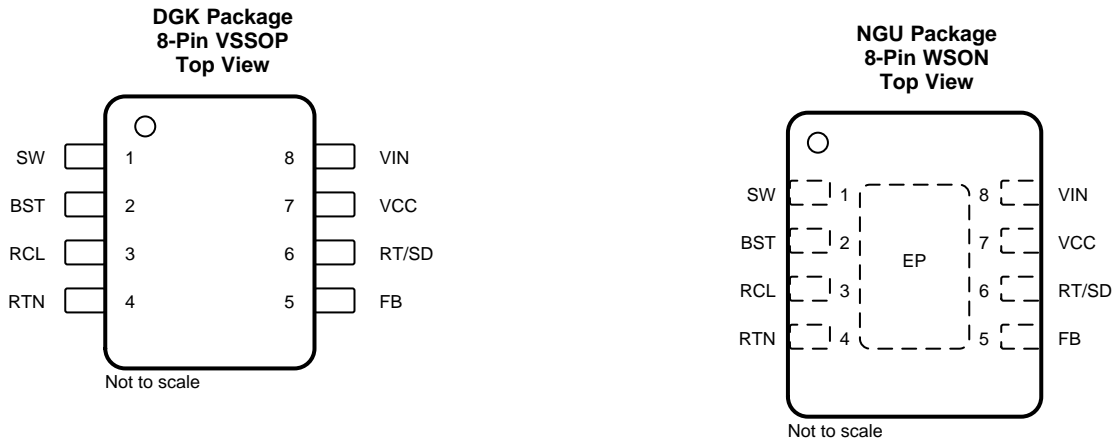 DGK Package
8-Pin VSSOP
Top View
SW 1 8 VIN
BST 2 7 VCC
RCL 3 6 RT/SD
RTN 4 5 FB
Not to scale
NGU Package
8-Pin WSON
Top View
SW 1 8 VIN
BST 2 7 VCC
EP
RCL 3 6 RT/SD
RTN 4 5 FB
Not to scale